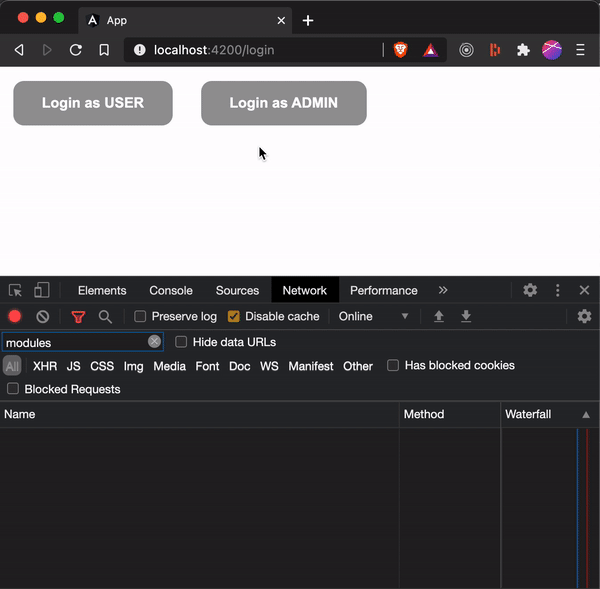 App
localhost:4200/login
Login as USER
Login as ADMIN
Elements Console Sources Network Performance
Preserve log Disable cache Online
modules Hide data URLs
All XHR JS CSS Img Media Font Doc WS Manifest Other Has blocked cookies
Blocked Requests
Name Method Waterfall